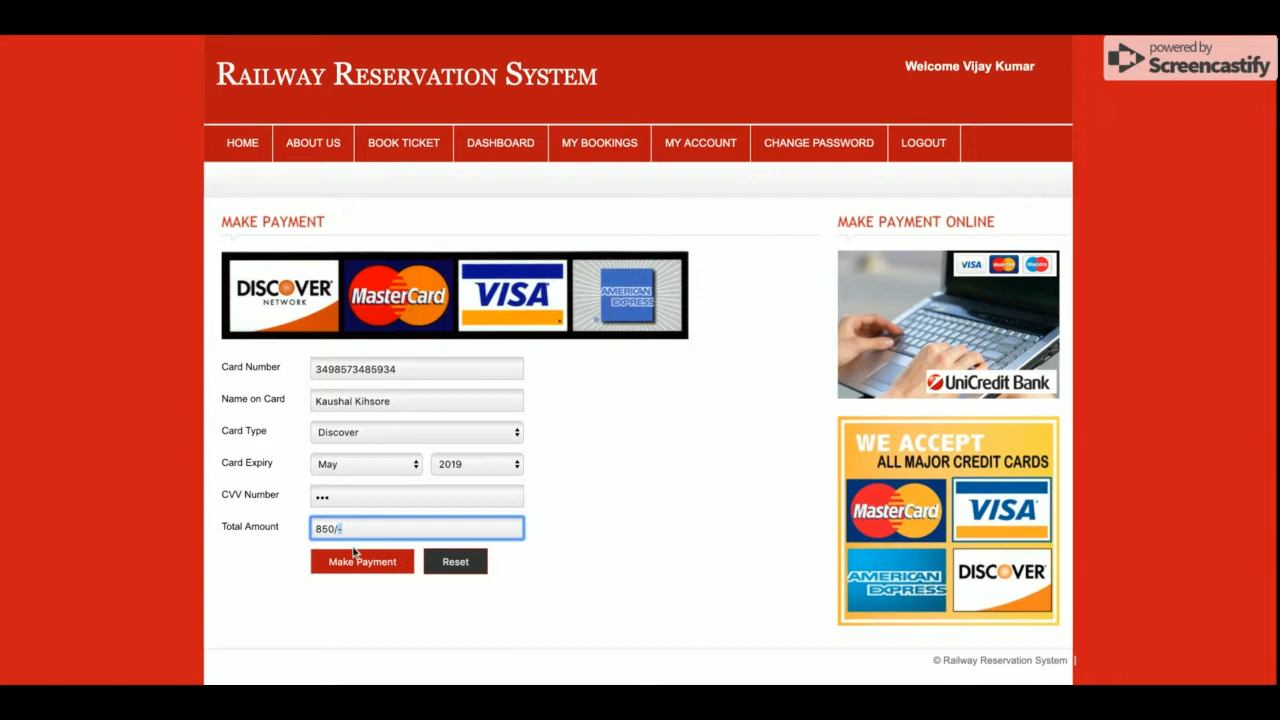 powered by
Screencastify
RAILWAY RESERVATION SYSTEM
Welcome Vijay Kumar
HOME
ABOUT US
BOOK TICKET
DASHBOARD
MY BOOKINGS
MY ACCOUNT
CHANGE PASSWORD
LOGOUT
MAKE PAYMENT
DISCOVER
NETWORK
MasterCard
VISA
AMERICAN
EXPRESS
Card Number
3498573485934
Name on Card
Kaushal Kihsore
Card Type
Discover
Card Expiry
May
2019
CVV Number
•••
Total Amount
850/-
Make Payment
Reset
MAKE PAYMENT ONLINE
VISA
MasterCard
Maestro
UniCredit Bank
WE ACCEPT
ALL MAJOR CREDIT CARDS
MasterCard
VISA
AMERICAN
EXPRESS
DISCOVER
© Railway Reservation System |